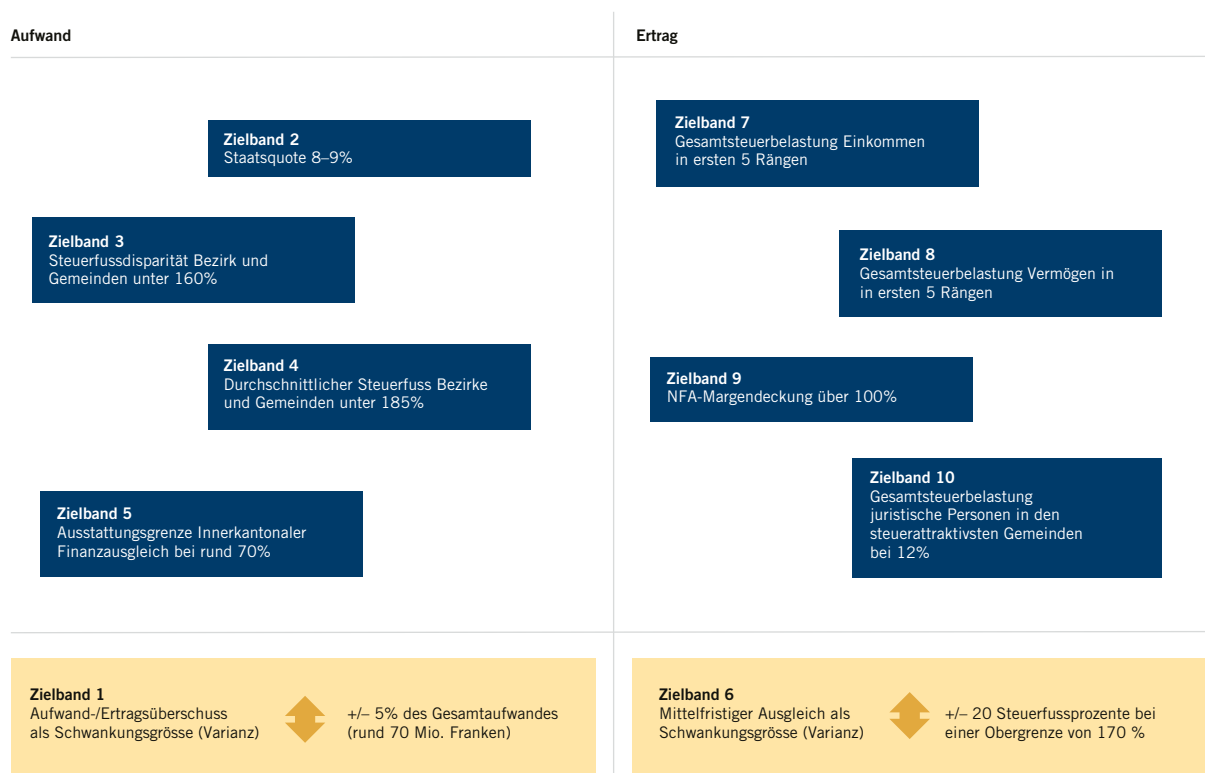 Aufwand
Zielband 2
Staatsquote 8–9%
Zielband 3
Steuerfussdisparität Bezirk und
Gemeinden unter 160%
Zielband 4
Durchschnittlicher Steuerfuss Bezirke
und Gemeinden unter 185%
Zielband 5
Ausstattungsgrenze Innerkantonaler
Finanzausgleich bei rund 70%
Zielband 1
Aufwand-/Ertragsüberschuss
als Schwankungsgrösse (Varianz)
+/– 5% des Gesamtaufwandes
(rund 70 Mio. Franken)
Ertrag
Zielband 7
Gesamtsteuerbelastung Einkommen
in ersten 5 Rängen
Zielband 8
Gesamtsteuerbelastung Vermögen in
in ersten 5 Rängen
Zielband 9
NFA-Margendeckung über 100%
Zielband 10
Gesamtsteuerbelastung
juristische Personen in den
steuerattraktivsten Gemeinden
bei 12%
Zielband 6
Mittelfristiger Ausgleich als
Schwankungsgrösse (Varianz)
+/– 20 Steuerfussprozente bei
einer Obergrenze von 170 %